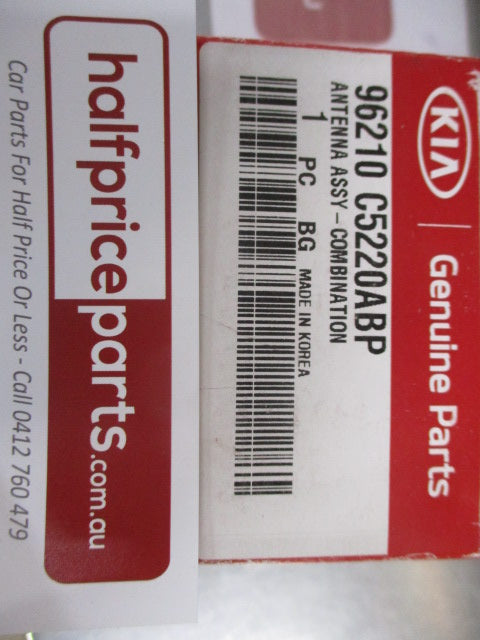 KIA | Genuine Parts
96210 C5220ABP
ANTENNA ASSY-COMBINATION
1 PC BG MADE IN KOREA
halfpriceparts.com.au
Car Parts For Half Price Or Less - Call 0412 760 479